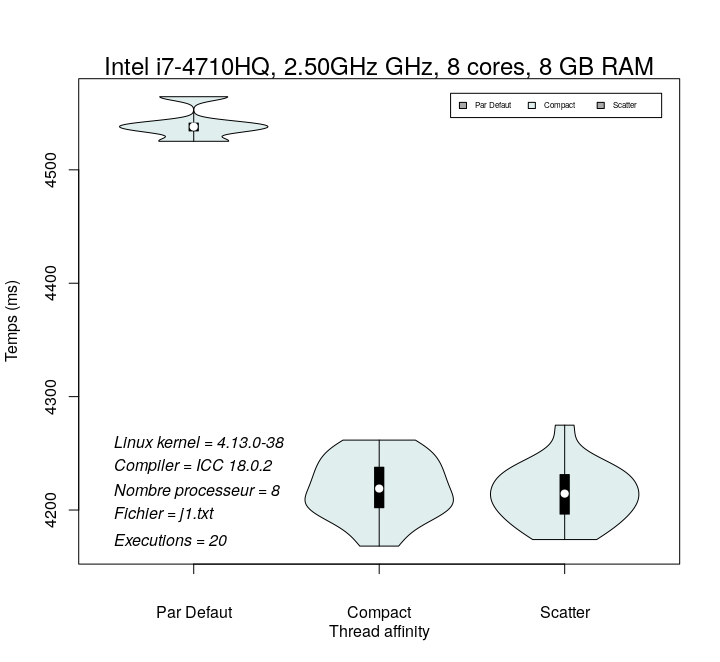 Intel i7-4710HQ, 2.50GHz GHz, 8 cores, 8 GB RAM
Par Defaut Compact Scatter
Temps (ms)
4500
4400
4300
4200
Linux kernel = 4.13.0-38
Compiler = ICC 18.0.2
Nombre processeur = 8
Fichier = j1.txt
Executions = 20
Par Defaut Compact Scatter
Thread affinity